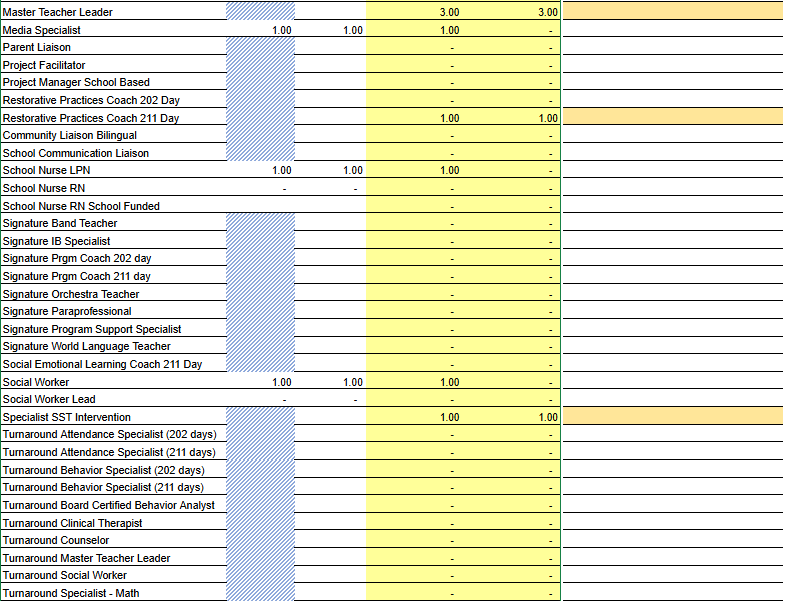 Master Teacher Leader 3.00 3.00
Media Specialist 1.00 1.00 1.00 -
Parent Liaison - -
Project Facilitator - -
Project Manager School Based - -
Restorative Practices Coach 202 Day - -
Restorative Practices Coach 211 Day 1.00 1.00
Community Liaison Bilingual - -
School Communication Liaison - -
School Nurse LPN 1.00 1.00 1.00 -
School Nurse RN - - - -
School Nurse RN School Funded - -
Signature Band Teacher - -
Signature IB Specialist - -
Signature Prgm Coach 202 day - -
Signature Prgm Coach 211 day - -
Signature Orchestra Teacher - -
Signature Paraprofessional - -
Signature Program Support Specialist - -
Signature World Language Teacher - -
Social Emotional Learning Coach 211 Day - -
Social Worker 1.00 1.00 1.00 -
Social Worker Lead - - - -
Specialist SST Intervention 1.00 1.00
Turnaround Attendance Specialist (202 days) - -
Turnaround Attendance Specialist (211 days) - -
Turnaround Behavior Specialist (202 days) - -
Turnaround Behavior Specialist (211 days) - -
Turnaround Board Certified Behavior Analyst - -
Turnaround Clinical Therapist - -
Turnaround Counselor - -
Turnaround Master Teacher Leader - -
Turnaround Social Worker - -
Turnaround Specialist - Math - -